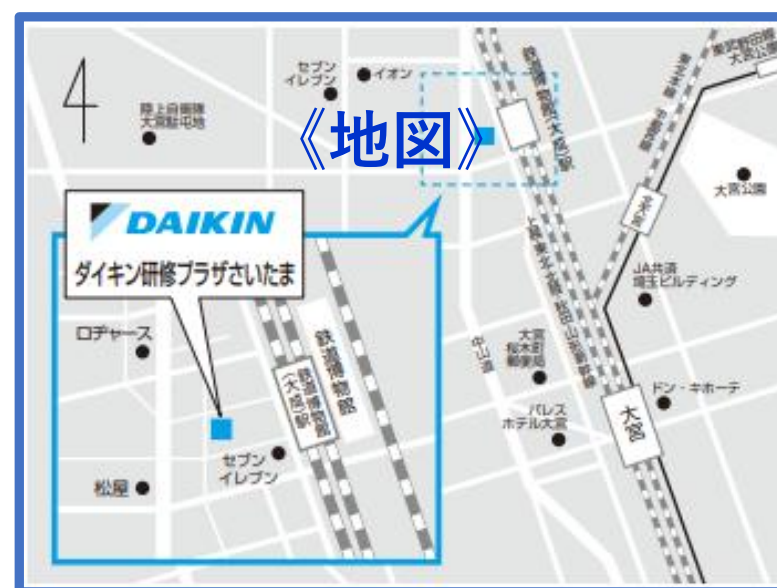 セブン
イレブン
イオン
陸上自衛隊
大宮駐屯地
《地図》
大宮公園
DAIKIN
ダイキン研修プラザさいたま
JA共済
埼玉ビルディング
ロヂャース
鉄道博物館
鉄道博物館
(大宮)駅
中山道
大宮
桜木町
郵便局
ドン・キホーテ
パレス
ホテル大宮
大宮
セブン
イレブン
松屋